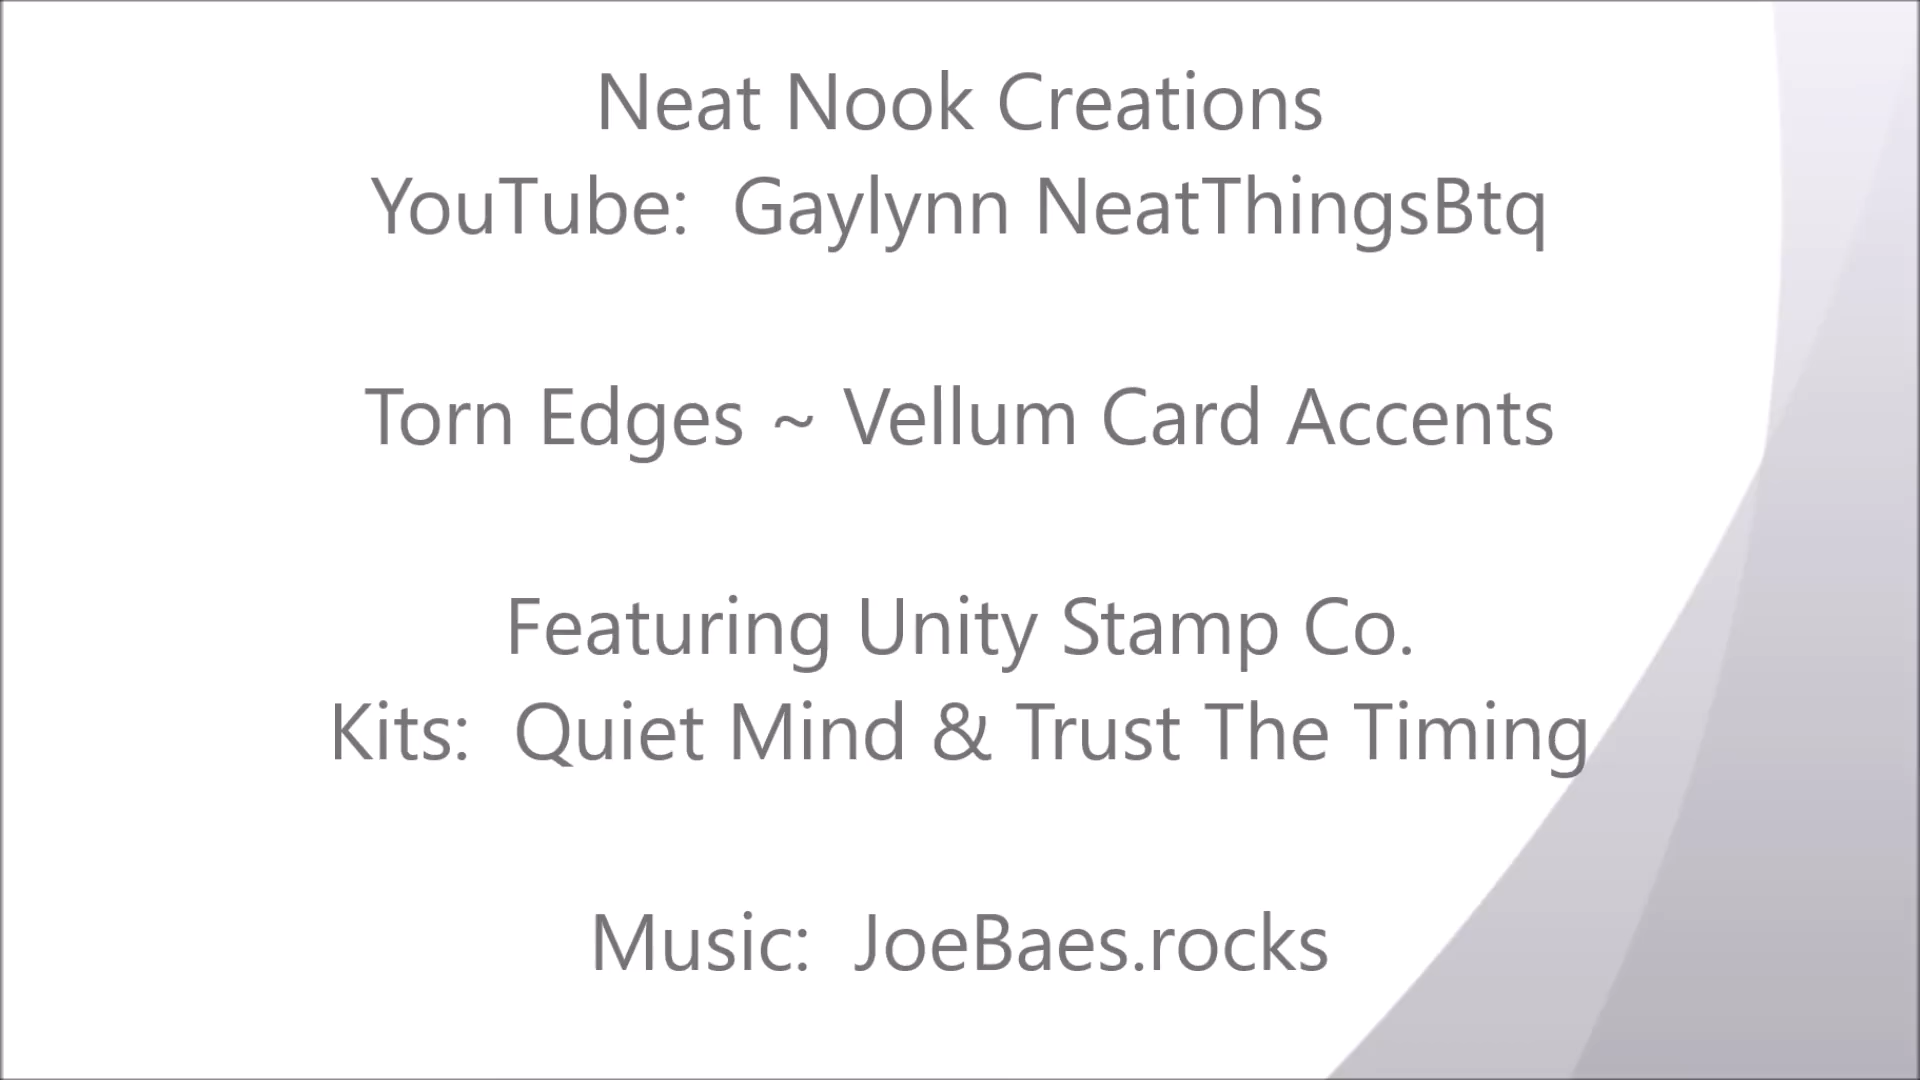 Neat Nook Creations
YouTube:  Gaylynn NeatThingsBtq
Torn Edges ~ Vellum Card Accents
Featuring Unity Stamp Co.
Kits:  Quiet Mind & Trust The Timing
Music:  JoeBaes.rocks